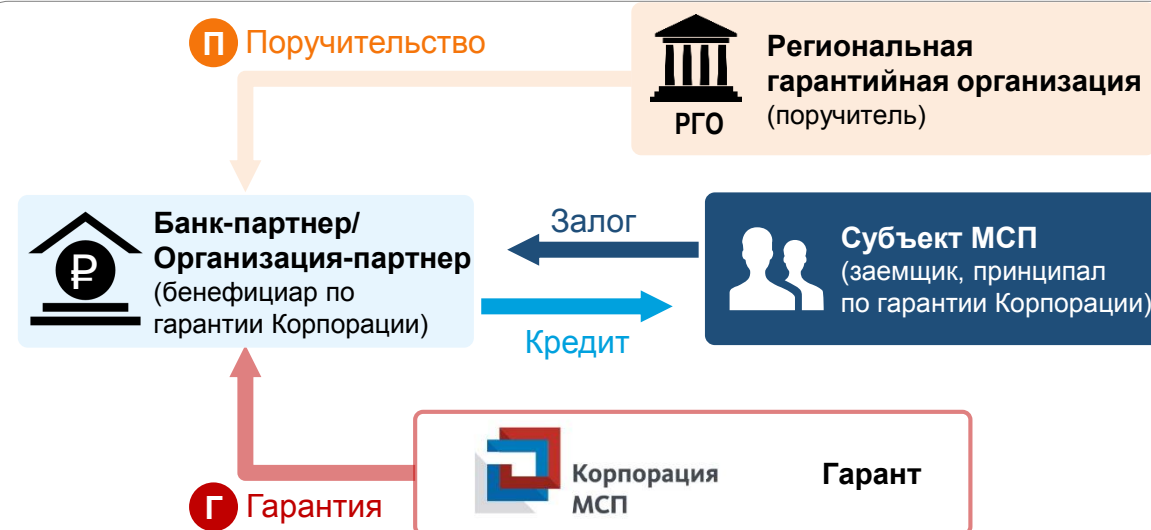 П Поручительство
РГО
Региональная
гарантийная организация
(поручитель)
₽
Банк-партнер/
Организация-партнер
(бенефициар по
гарантии Корпорации)
Залог
Кредит
Субъект МСП
(заемщик, принципал
по гарантии Корпорации)
Г Гарантия
Корпорация
МСП
Гарант